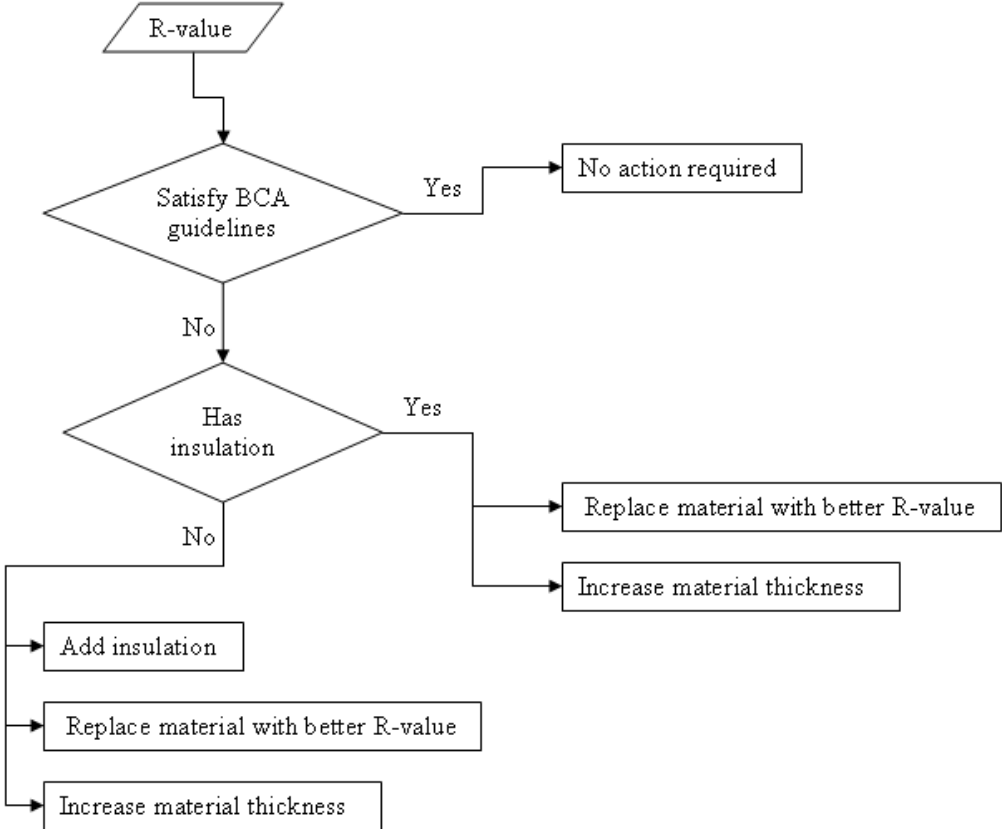 R-value
Satisfy BCA
guidelines
Yes
No action required
No
Has
insulation
Yes
Replace material with better R-value
Increase material thickness
No
Add insulation
Replace material with better R-value
Increase material thickness